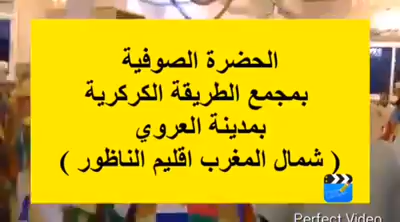 الحضرة الصوفية
بمجمع الطريقة الكركرية
بمدينة العروي
( شمال المغرب اقليم الناظور )
Perfect Video